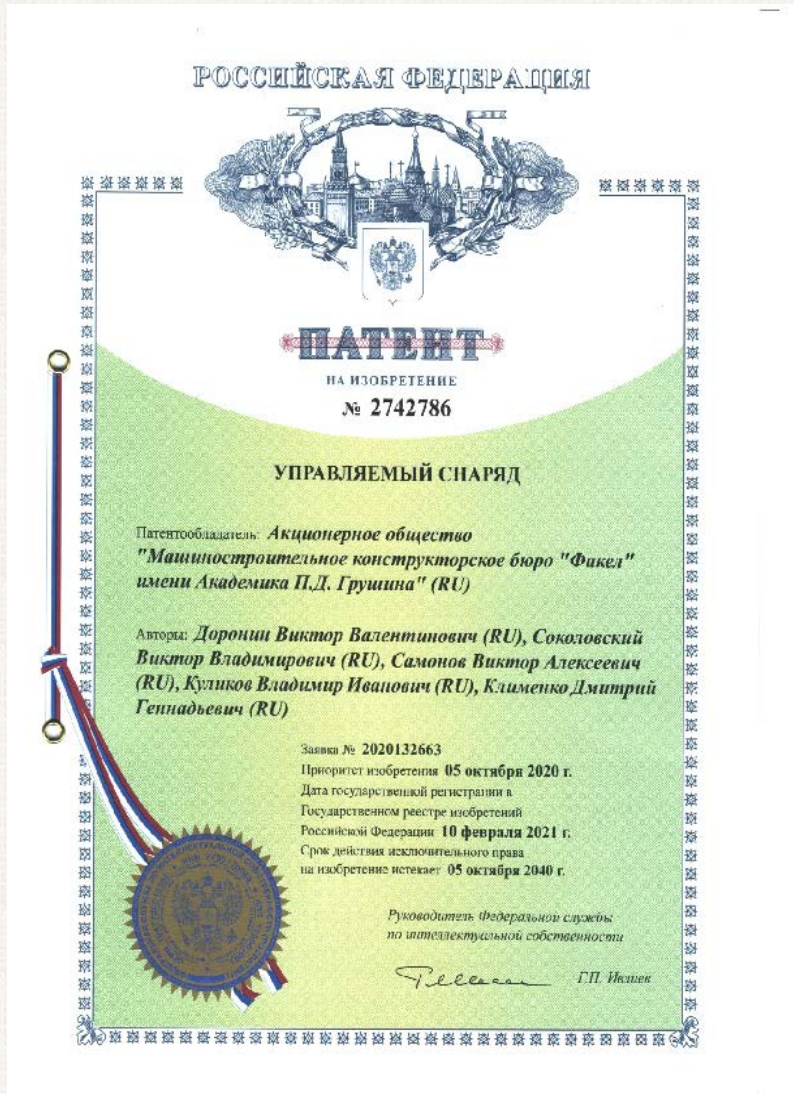 РОССИЙСКАЯ ФЕДЕРАЦИЯ
ПАТЕНТ
НА ИЗОБРЕТЕНИЕ
№ 2742786
УПРАВЛЯЕМЫЙ СНАРЯД
Патентообладатель: Акционерное общество
"Машиностроительное конструкторское бюро "Факел"
имени Академика П.Д. Грушина" (RU)
Авторы: Доронин Виктор Валентинович (RU), Соколовский
Виктор Владимирович (RU), Самонов Виктор Алексеевич
(RU), Куликов Владимир Иванович (RU), Клименко Дмитрий
Геннадьевич (RU)
Заявка № 2020132663
Приоритет изобретения 05 октября 2020 г.
Дата государственной регистрации в
Государственном реестре изобретений
Российской Федерации 10 февраля 2021 г.
Срок действия исключительного права
на изобретение истекает 05 октября 2040 г.
Руководитель Федеральной службы
по интеллектуальной собственности
Г.П. Ивлиев